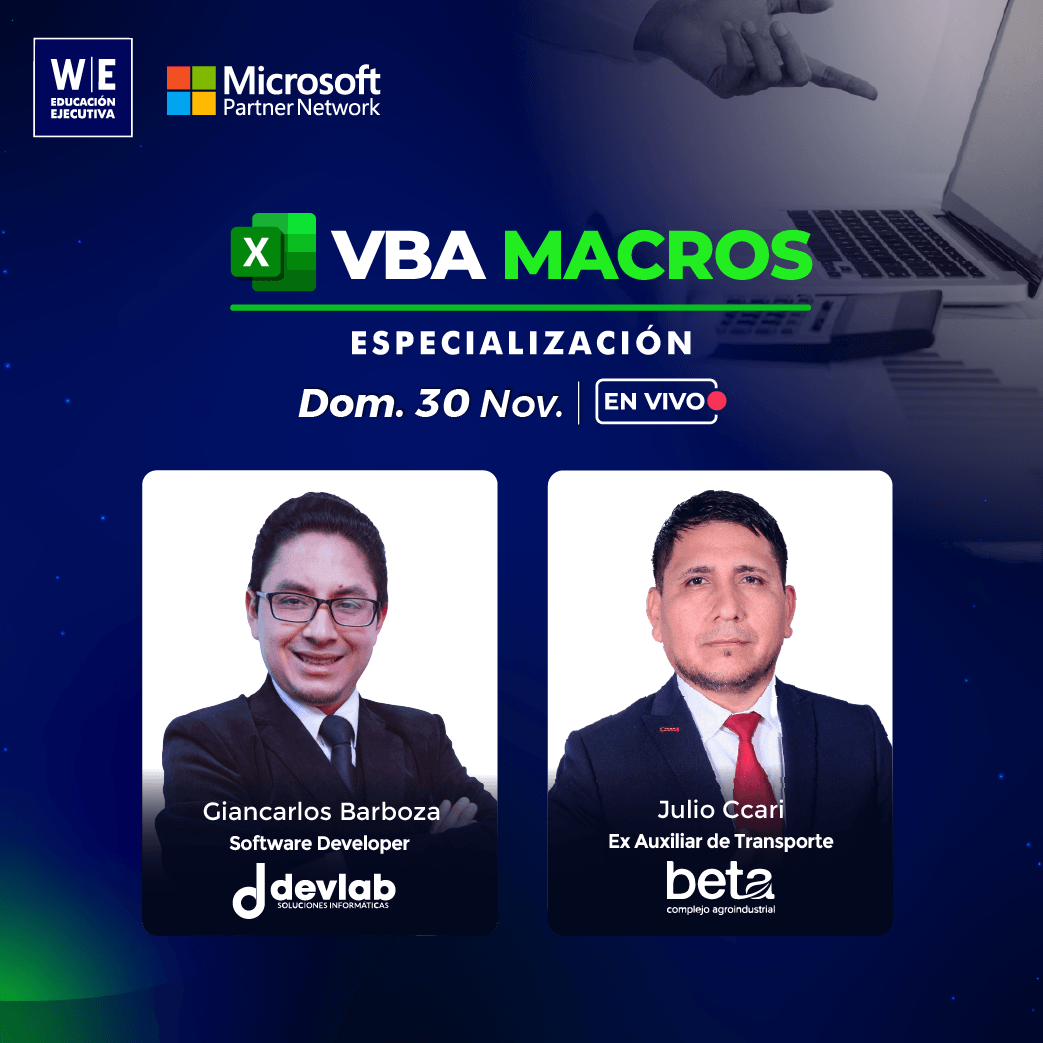 W|E
EDUCACIÓN
EJECUTIVA
Microsoft
Partner Network
X
VBA MACROS
ESPECIALIZACIÓN
Dom. 30 Nov. | EN VIVO
Giancarlos Barboza
Software Developer
devlab
SOLUCIONES INFORMÁTICAS
Julio Ccari
Ex Auxiliar de Transporte
beta
complejo agroindustrial